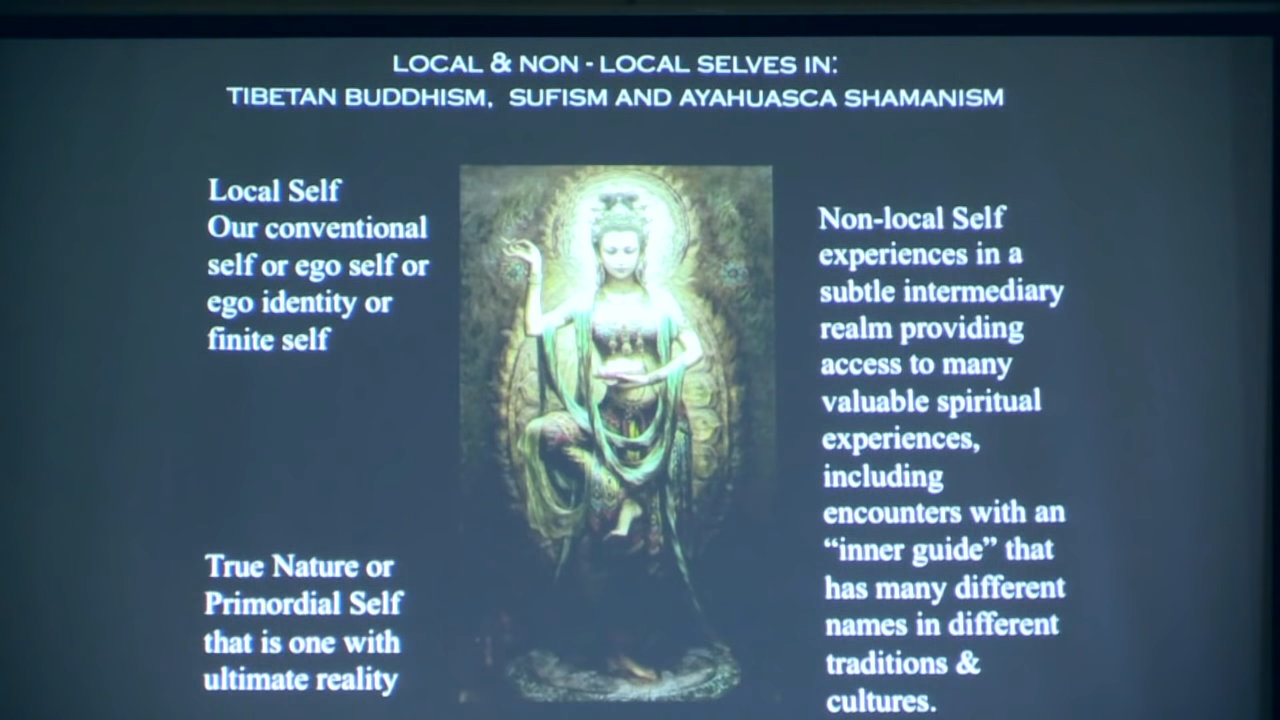 LOCAL & NON - LOCAL SELVES IN:
TIBETAN BUDDHISM, SUFISM AND AYAHUASCA SHAMANISM
Local Self
Our conventional
self or ego self or
ego identity or
finite self
True Nature or
Primordial Self
that is one with
ultimate reality
Non-local Self
experiences in a
subtle intermediary
realm providing
access to many
valuable spiritual
experiences,
including
encounters with an
“inner guide” that
has many different
names in different
traditions &
cultures.